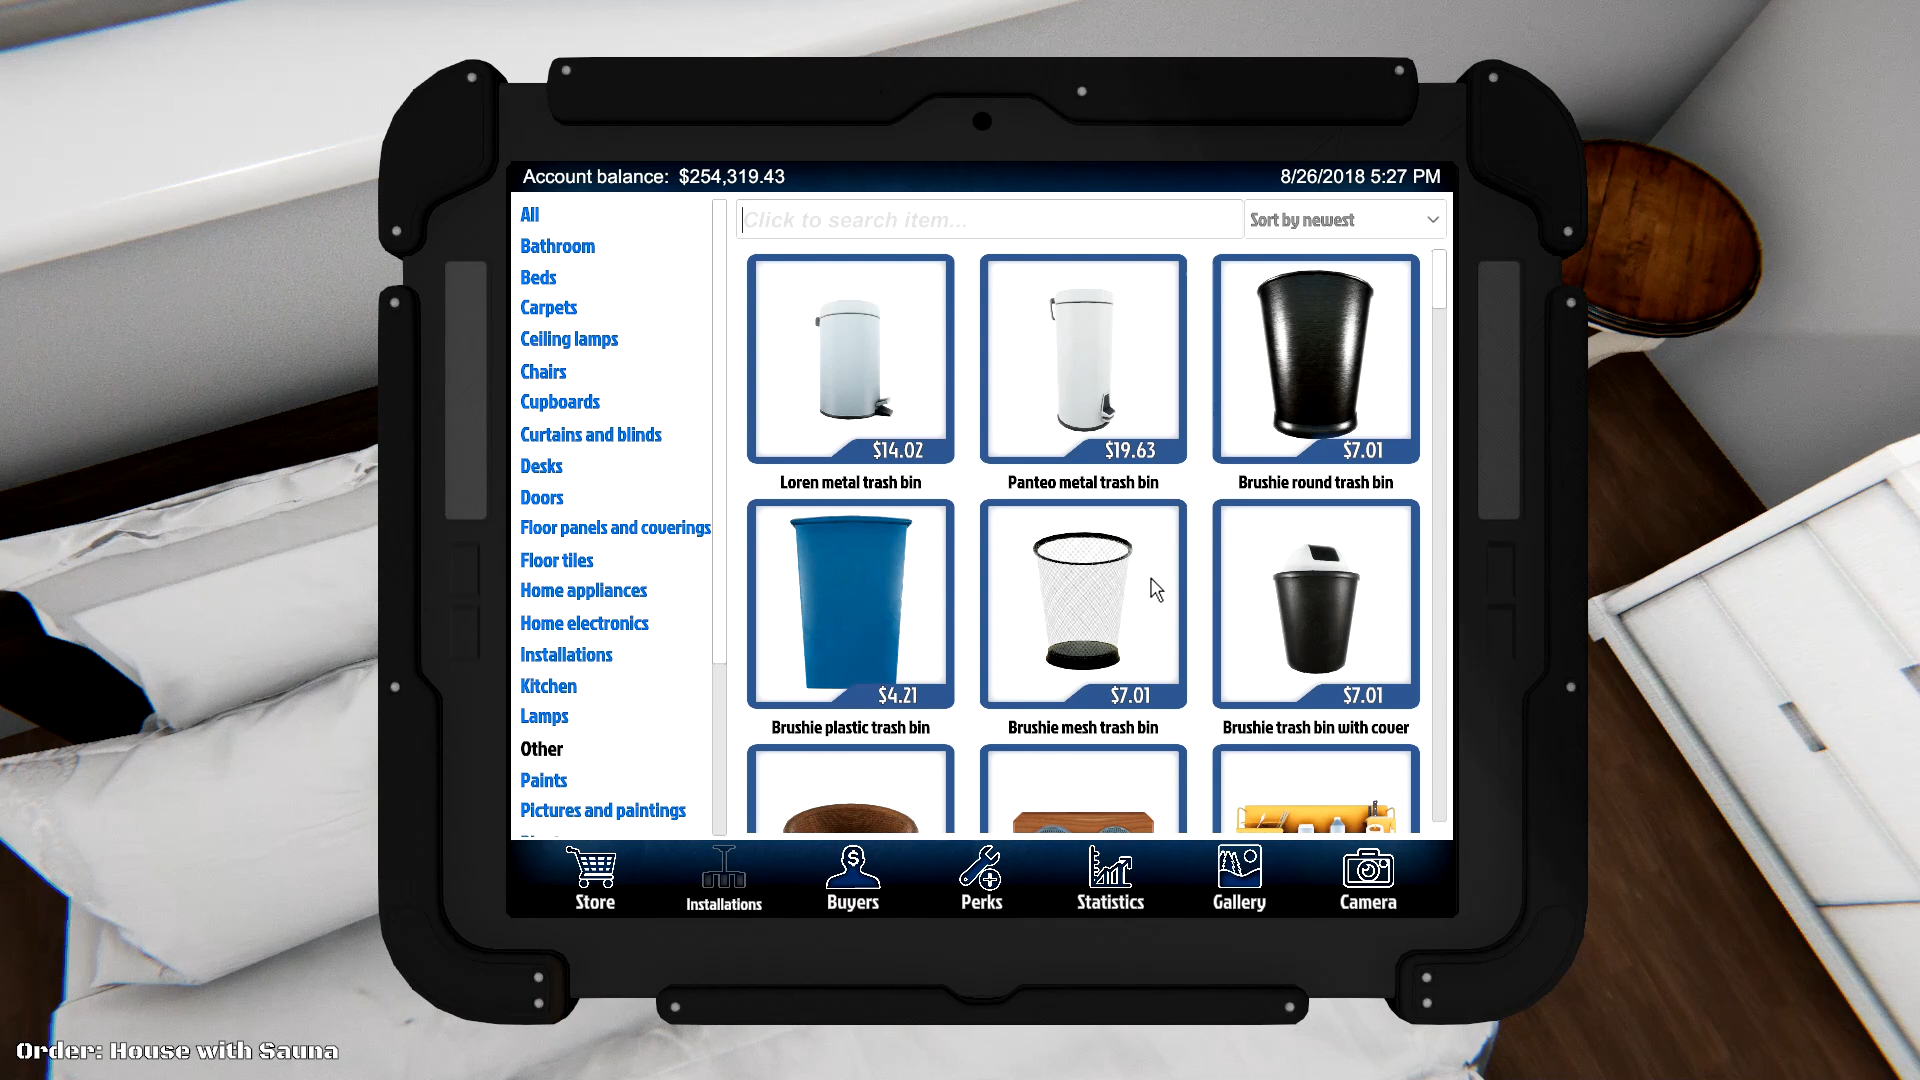 Account balance: $254,319.43
8/26/2018 5:27 PM
All
Bathroom
Beds
Carpets
Ceiling lamps
Chairs
Cupboards
Curtains and blinds
Desks
Doors
Floor panels and coverings
Floor tiles
Home appliances
Home electronics
Installations
Kitchen
Lamps
Other
Paints
Pictures and paintings
Click to search item...
Sort by newest
$14.02
$19.63
$7.01
Loren metal trash bin
Panteo metal trash bin
Brushie round trash bin
$4.21
$7.01
$7.01
Brushie plastic trash bin
Brushie mesh trash bin
Brushie trash bin with cover
Store
Installations
Buyers
Perks
Statistics
Gallery
Camera
Order: House with Sauna